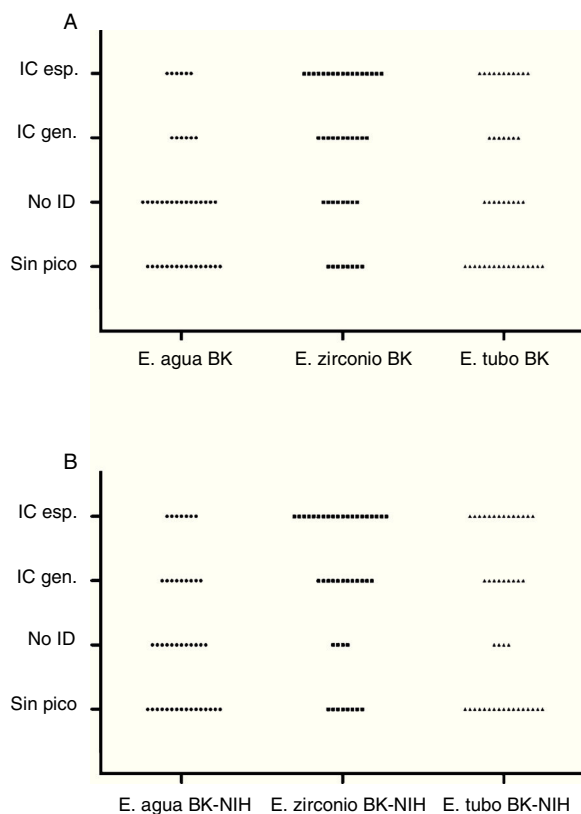 A
IC esp.
IC gen.
No ID
Sin pico
E. agua BK E. zirconio BK E. tubo BK
B
IC esp.
IC gen.
No ID
Sin pico
E. agua BK-NIH E. zirconio BK-NIH E. tubo BK-NIH